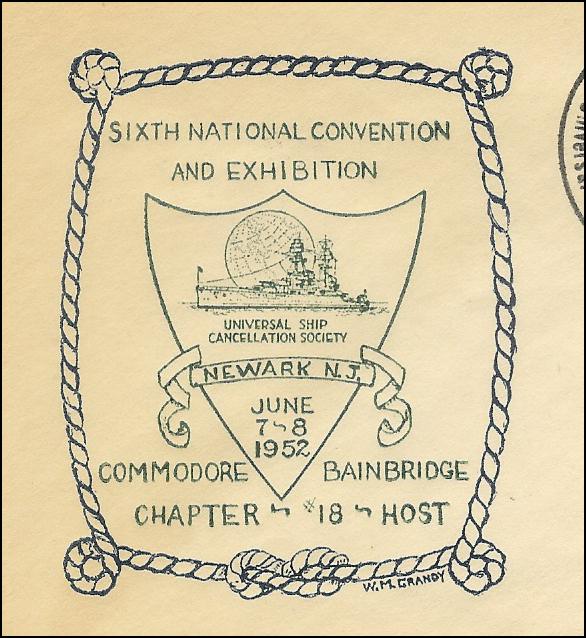 SIXTH NATIONAL CONVENTION
AND EXHIBITION
UNIVERSAL SHIP
CANCELLATION SOCIETY
NEWARK N.J.
JUNE
7~8
1952
COMMODORE BAINBRIDGE
CHAPTER ~ #18 ~ HOST
W.M. GRANDY